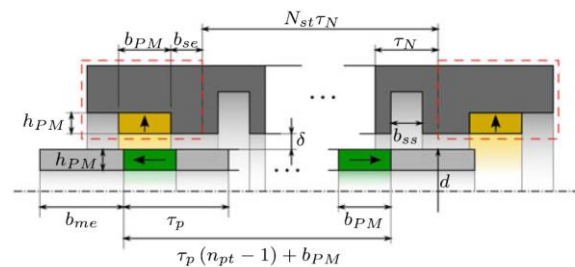 N_{st}τ_N
b_{PM} b_{se} τ_N
h_{PM}
b_{ss}
δ
h_{PM}
d
b_{me} τ_p b_{PM}
τ_p (n_{pt} − 1) + b_{PM}